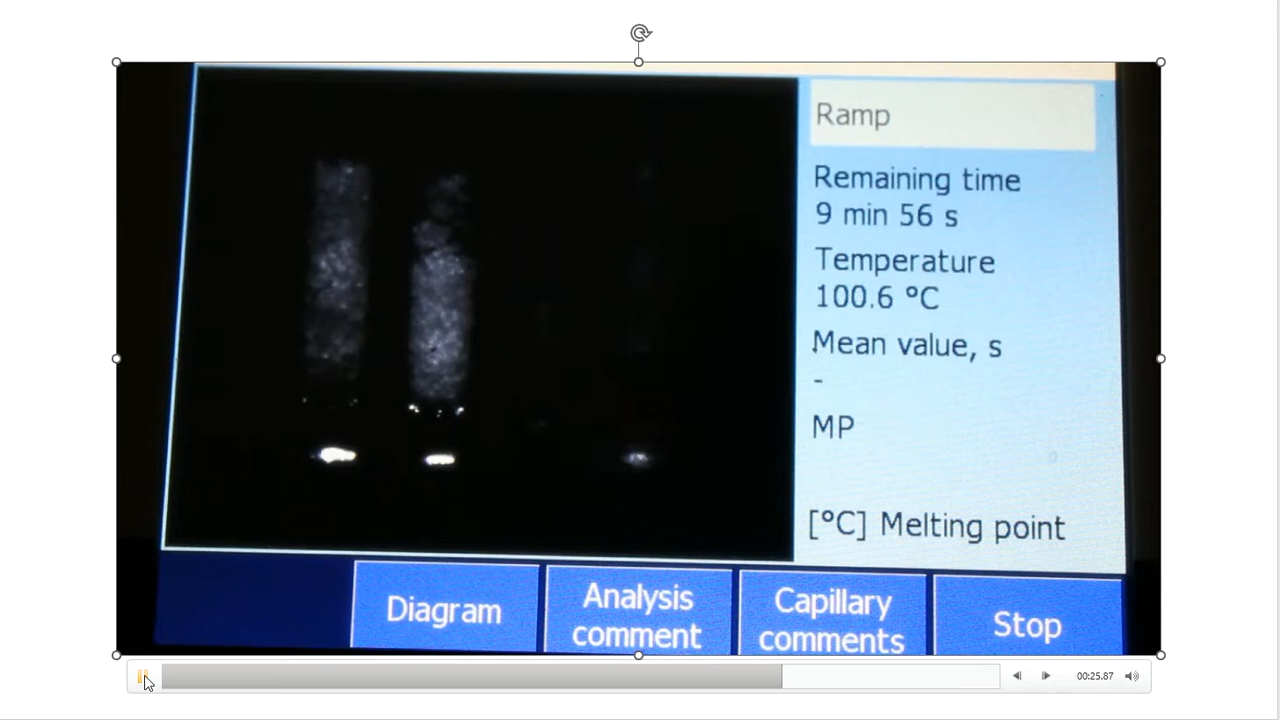 Ramp
Remaining time
9 min 56 s
Temperature
100.6 °C
Mean value, s
-
MP
[°C] Melting point
Diagram
Analysis
comment
Capillary
comments
Stop
00:25.87